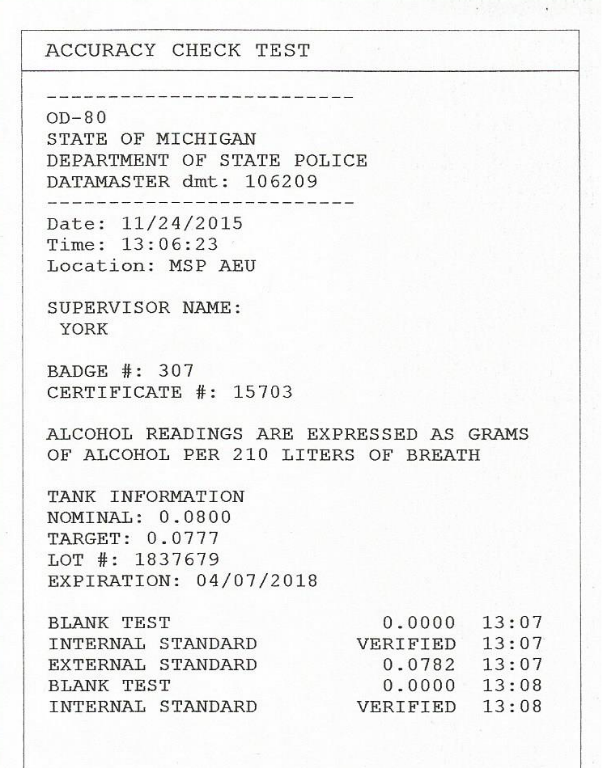 ACCURACY CHECK TEST
-------------------------
OD-80
STATE OF MICHIGAN
DEPARTMENT OF STATE POLICE
DATAMASTER dmt: 106209
-------------------------
Date: 11/24/2015
Time: 13:06:23
Location: MSP AEU
SUPERVISOR NAME:
YORK
BADGE #: 307
CERTIFICATE #: 15703
ALCOHOL READINGS ARE EXPRESSED AS GRAMS
OF ALCOHOL PER 210 LITERS OF BREATH
TANK INFORMATION
NOMINAL: 0.0800
TARGET: 0.0777
LOT #: 1837679
EXPIRATION: 04/07/2018
BLANK TEST 0.0000 13:07
INTERNAL STANDARD VERIFIED 13:07
EXTERNAL STANDARD 0.0782 13:07
BLANK TEST 0.0000 13:08
INTERNAL STANDARD VERIFIED 13:08